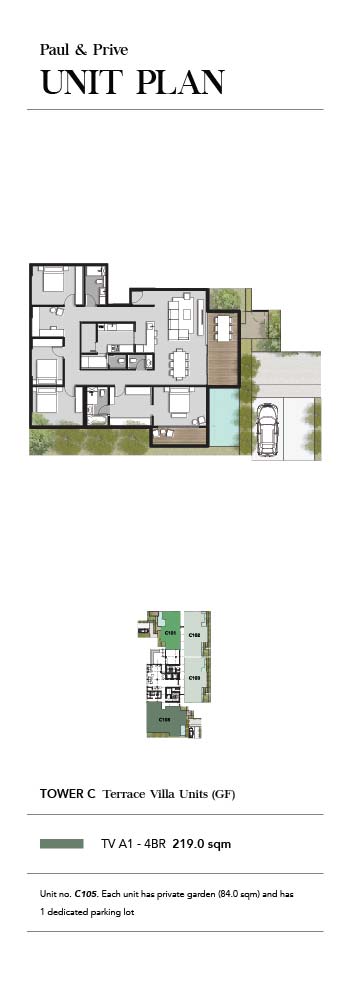 Paul & Prive
UNIT PLAN
C101
C102
C103
C105
TOWER C Terrace Villa Units (GF)
TV A1 - 4BR 219.0 sqm
Unit no. C105. Each unit has private garden (84.0 sqm) and has
1 dedicated parking lot